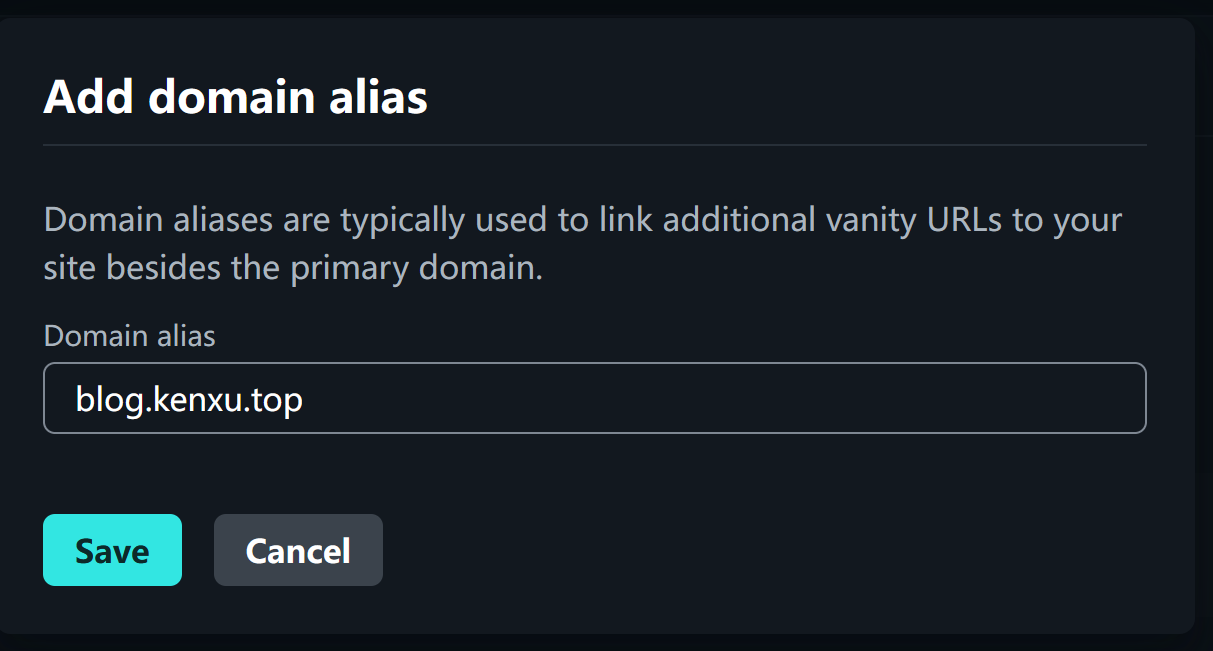 Add domain alias
Domain aliases are typically used to link additional vanity URLs to your
site besides the primary domain.
Domain alias
blog.kenxu.top
Save Cancel